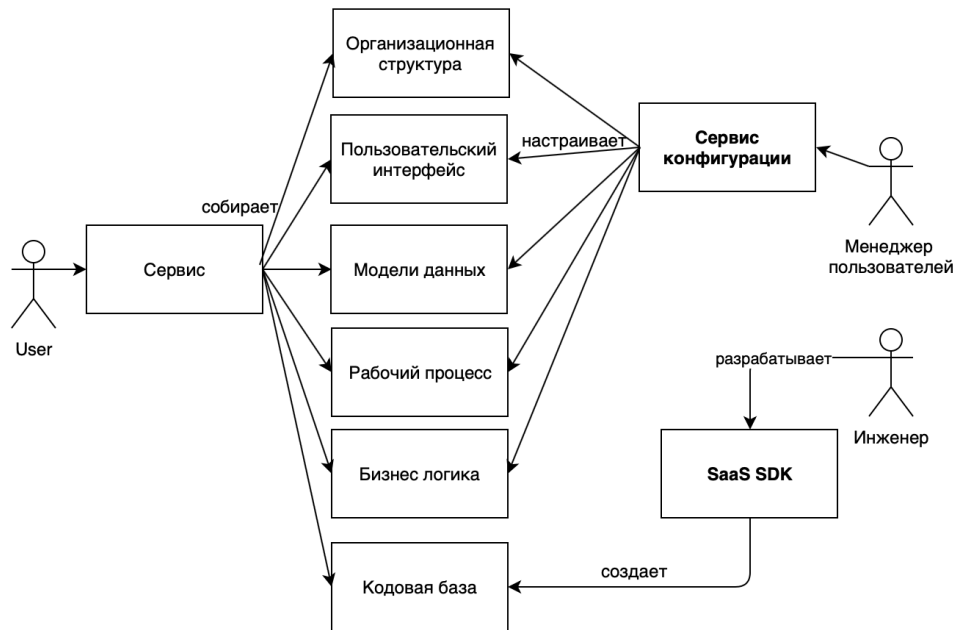 Организационная
структура
Пользовательский
интерфейс
настраивает
Сервис
конфигурации
собирает
Сервис
Модели данных
Менеджер
пользователей
User
Рабочий процесс
разрабатывает
Инженер
Бизнес логика
SaaS SDK
Кодовая база
создает